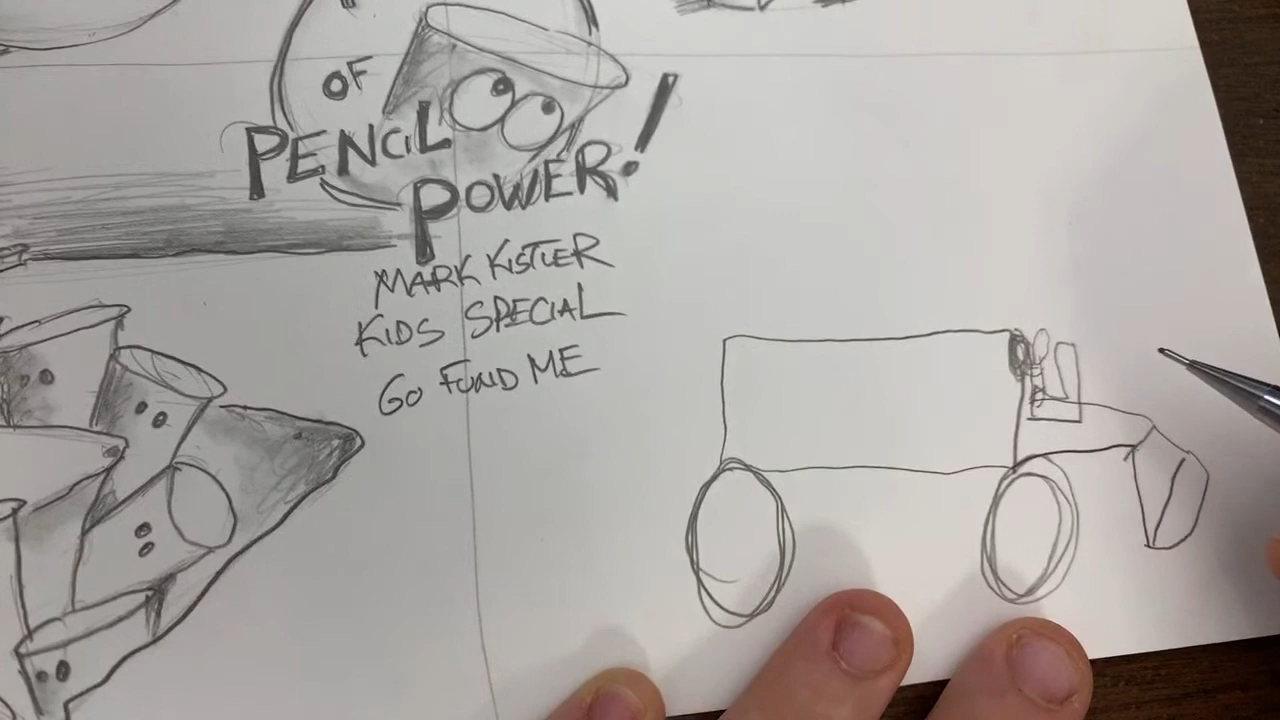 OF
PENCIL
POWER!
MARK KISTLER
KIDS SPECIAL
GO FUND ME